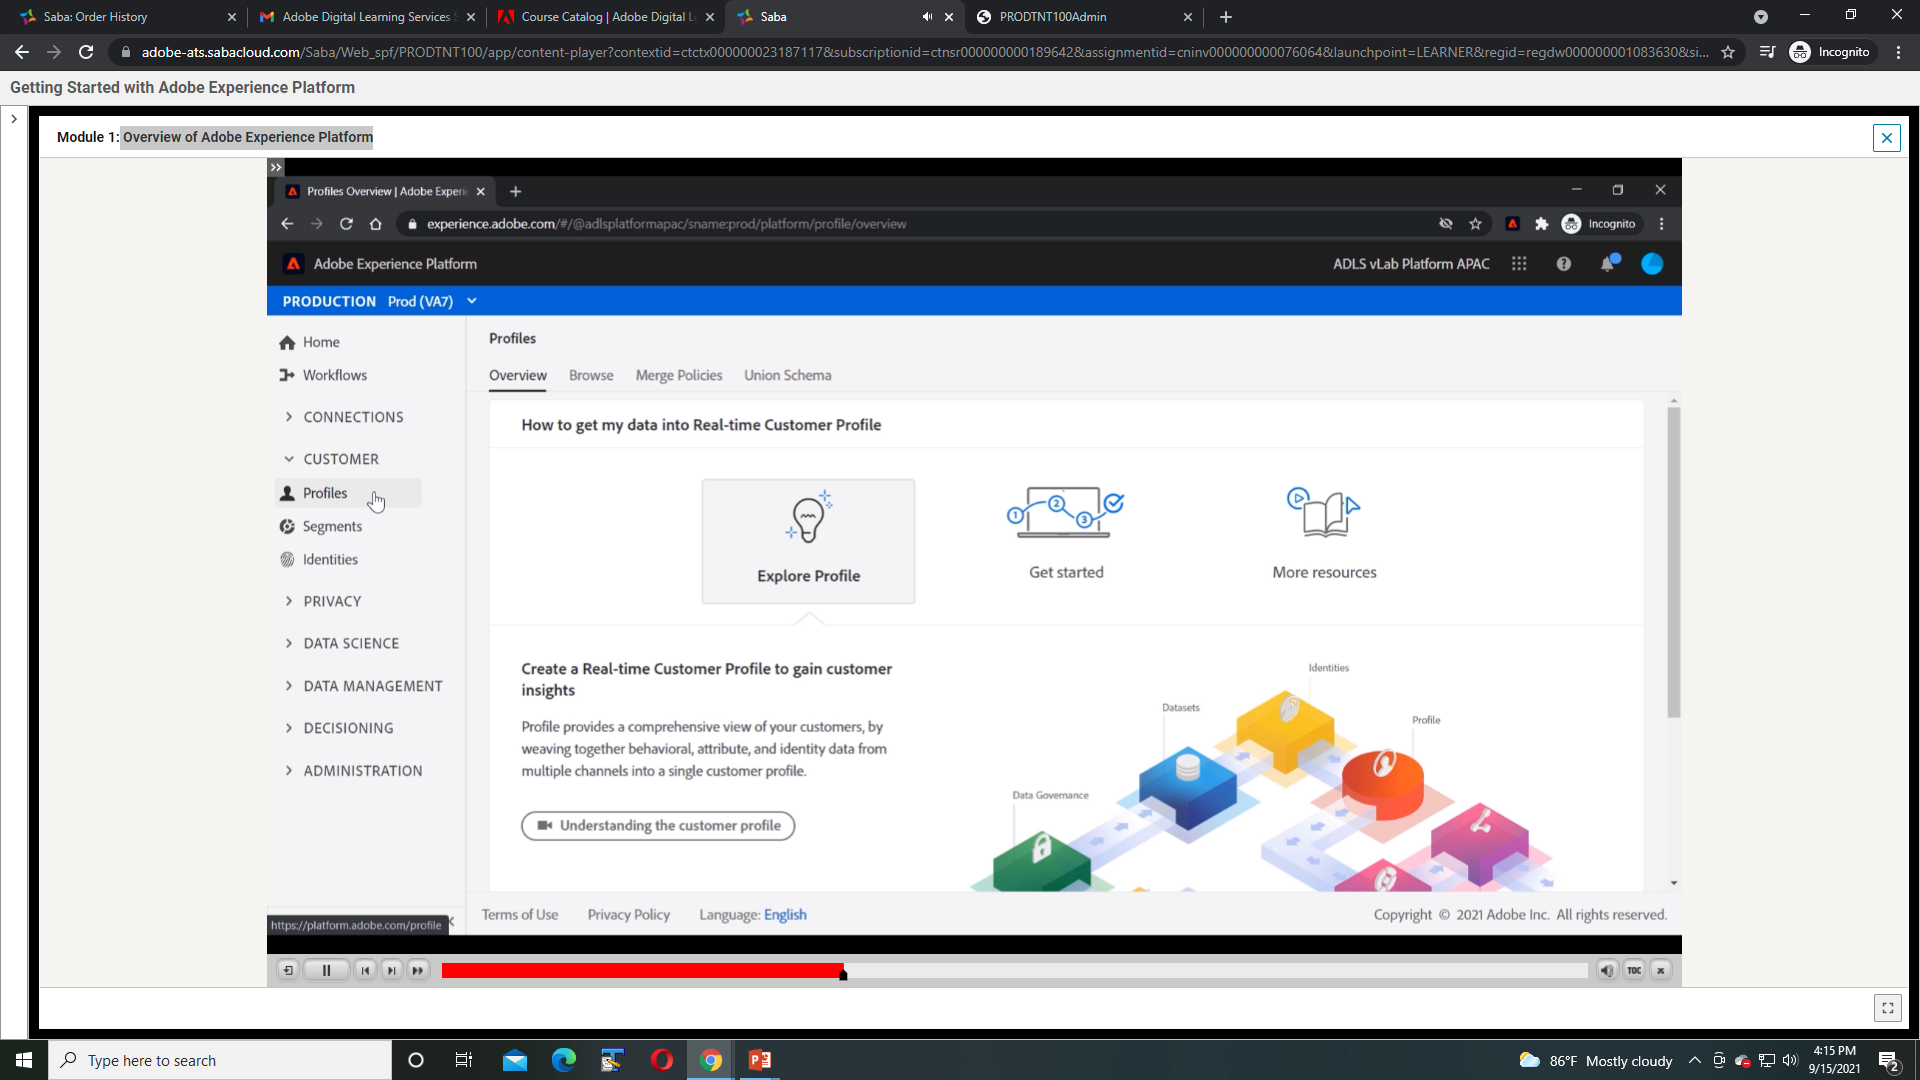 Saba: Order History
Adobe Digital Learning Services S
Course Catalog | Adobe Digital L
Saba
PRODTNT100Admin
adobe-ats.sabacloud.com/Saba/Web_spf/PRODTNT100/app/content-player?contextid=ctctx000000023187117&subscriptionid=ctnsr000000000189642&assignmentid=cninv000000000076064&launchpoint=LEARNER&regid=regdw000000001083630&si...
Incognito
Getting Started with Adobe Experience Platform
Module 1: Overview of Adobe Experience Platform
Profiles Overview | Adobe Experi
experience.adobe.com/#/@adlsplatformapac/sname:prod/platform/profile/overview
Incognito
Adobe Experience Platform
ADLS vLab Platform APAC
PRODUCTION Prod (VA7)
Home
Workflows
CONNECTIONS
CUSTOMER
Profiles
Segments
Identities
PRIVACY
DATA SCIENCE
DATA MANAGEMENT
DECISIONING
ADMINISTRATION
Profiles
Overview Browse Merge Policies Union Schema
How to get my data into Real-time Customer Profile
Explore Profile
1 2 3
Get started
More resources
Create a Real-time Customer Profile to gain customer
insights
Profile provides a comprehensive view of your customers, by
weaving together behavioral, attribute, and identity data from
multiple channels into a single customer profile.
Understanding the customer profile
Identities
Datasets
Profile
Data Governance
https://platform.adobe.com/profile
Terms of Use Privacy Policy Language: English
Copyright © 2021 Adobe Inc. All rights reserved.
TOC
Type here to search
86°F Mostly cloudy
4:15 PM
9/15/2021
2